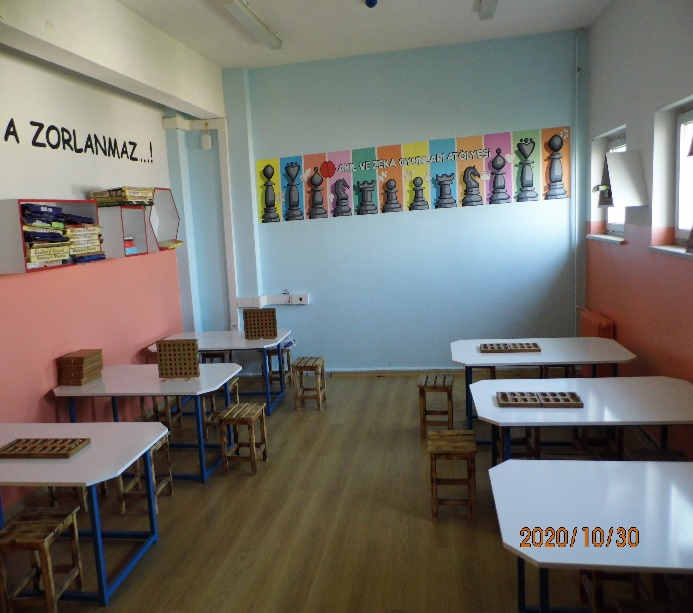 A ZORLANMAZ...!
AKIL VE ZEKA OYUNLARI ATÖLYESİ
2020/10/30